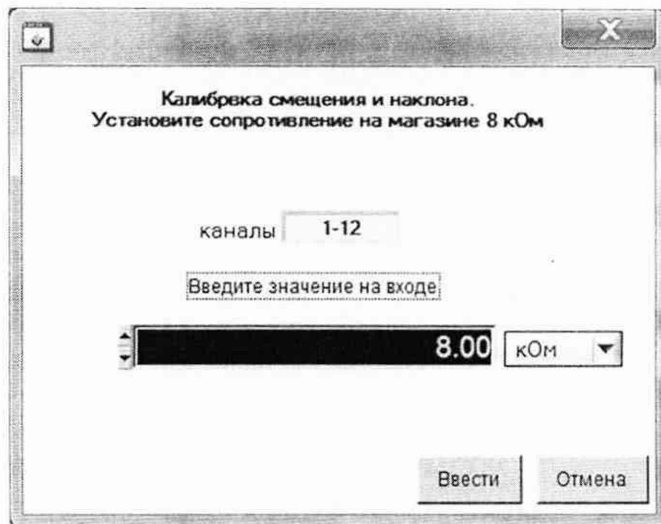 Калибрвка смещения и наклона.
Установите сопротивление на магазине 8 кОм
каналы 1-12
Введите значение на входе
8.00 кОм
Ввести Отмена